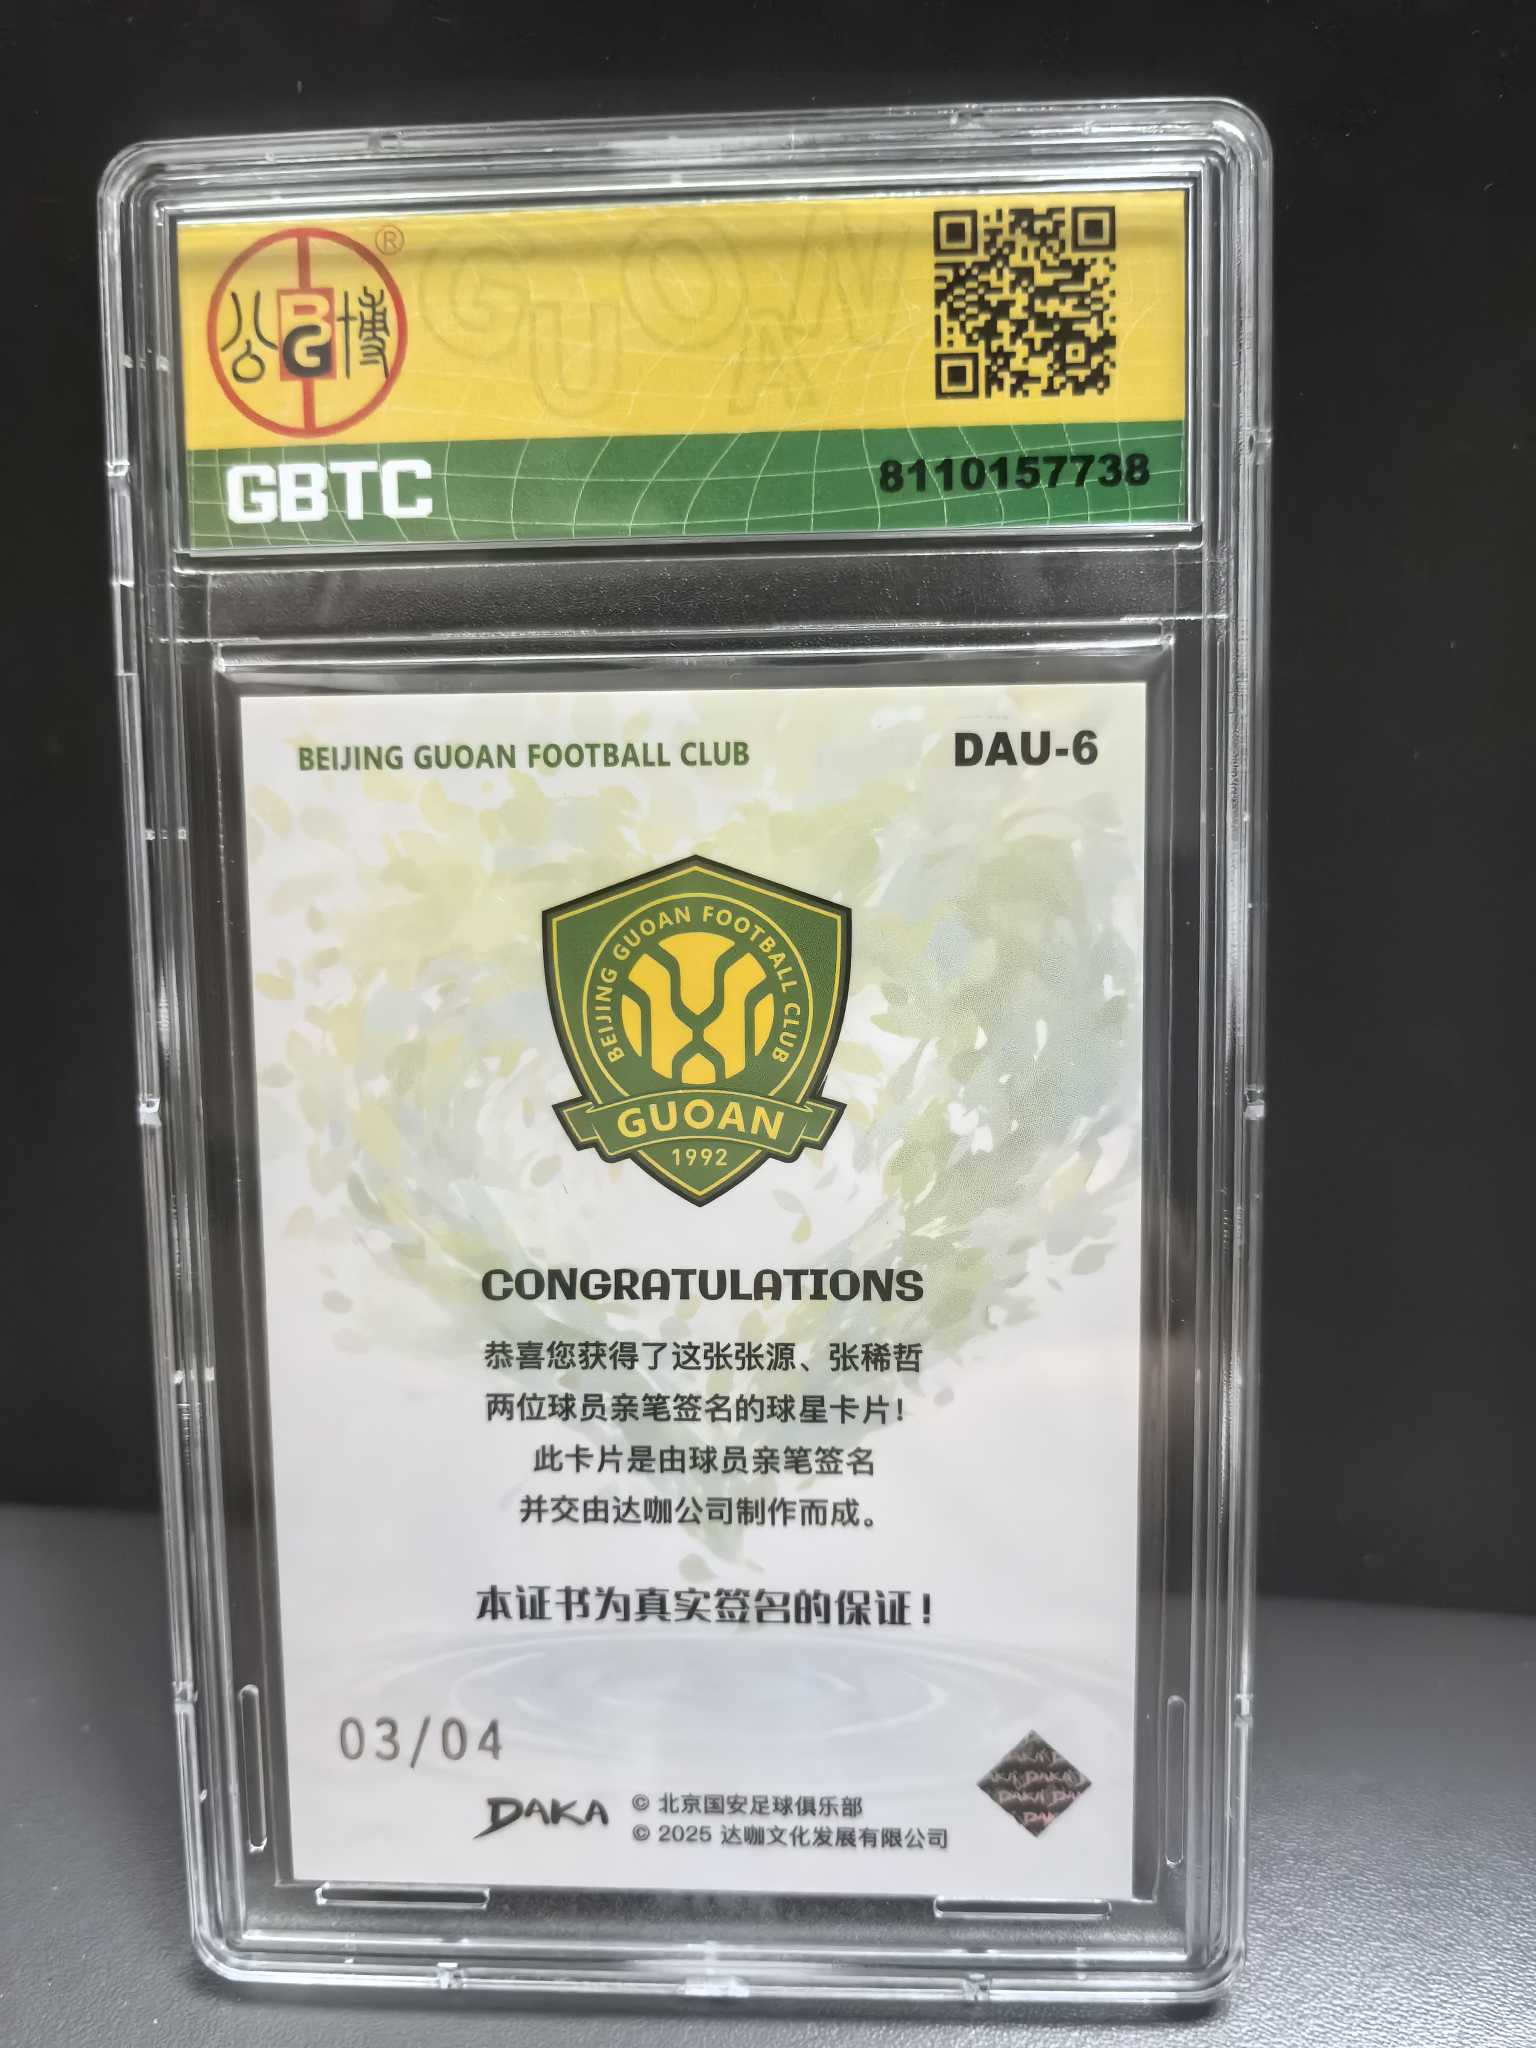 公博
BG
®
GUOAN
GBTC
8110157738
BEIJING GUOAN FOOTBALL CLUB
DAU-6
BEIJING GUOAN FOOTBALL CLUB
GUOAN
1992
CONGRATULATIONS
恭喜您获得了这张张源、张稀哲
两位球员亲笔签名的球星卡片！
此卡片是由球员亲笔签名
并交由达咖公司制作而成。
本证书为真实签名的保证！
03/04
DAKA
© 北京国安足球俱乐部
© 2025 达咖文化发展有限公司
DAKA